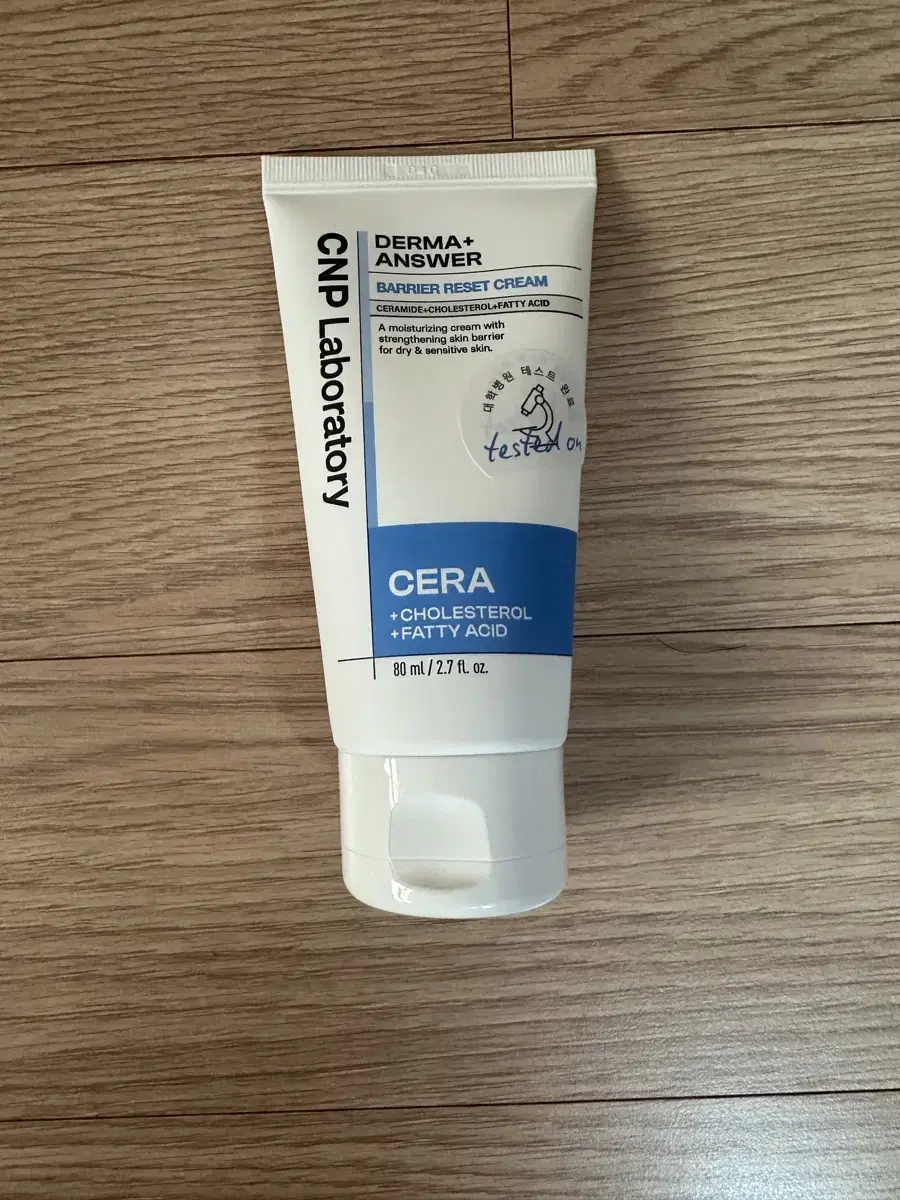 CNP Laboratory
DERMA+
ANSWER
BARRIER RESET CREAM
CERAMIDE+CHOLESTEROL+FATTY ACID
A moisturizing cream with
strengthening skin barrier
for dry & sensitive skin.
대학병원 테스트 완료
tested on
CERA
+CHOLESTEROL
+FATTY ACID
80 ml / 2.7 fl. oz.